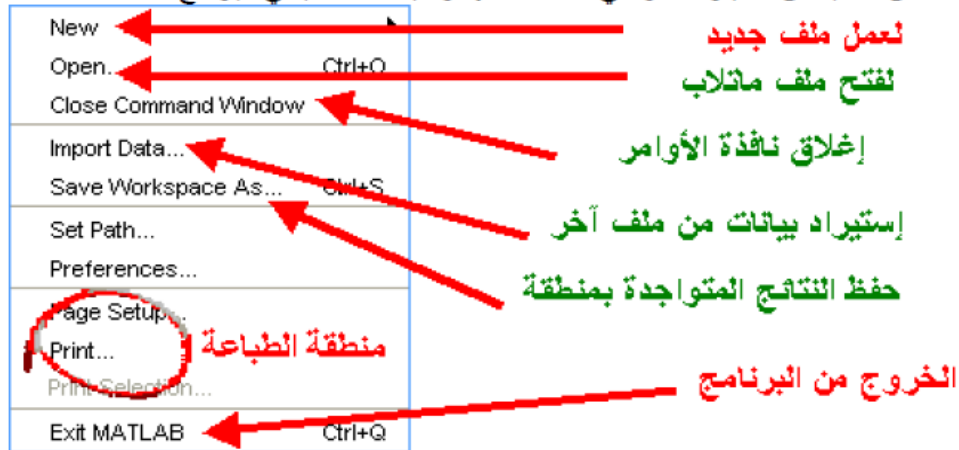 New لعمل ملف جديد
Open... Ctrl+O لفتح ملف ماتلاب
Close Command Window إغلاق نافذة الأوامر
Import Data...
Save Workspace As... Ctrl+S
إستيراد بيانات من ملف آخر
Set Path...
Preferences... حفظ النتائج المتواجدة بمنطقة
Page Setup...
Print... منطقة الطباعة
Print Selection...
الخروج من البرنامج
Exit MATLAB Ctrl+Q